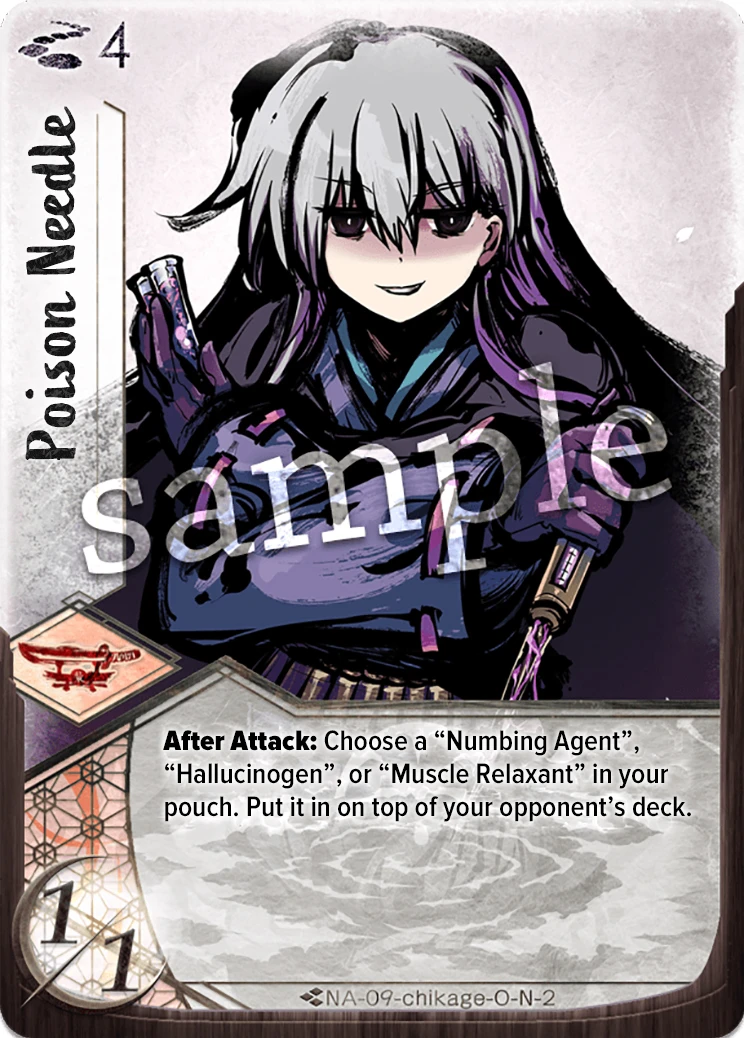 4
Poison Needle
sample
After Attack: Choose a “Numbing Agent”,
“Hallucinogen”, or “Muscle Relaxant” in your
pouch. Put it in on top of your opponent’s deck.
1/1
NA-09-chikage-O-N-2